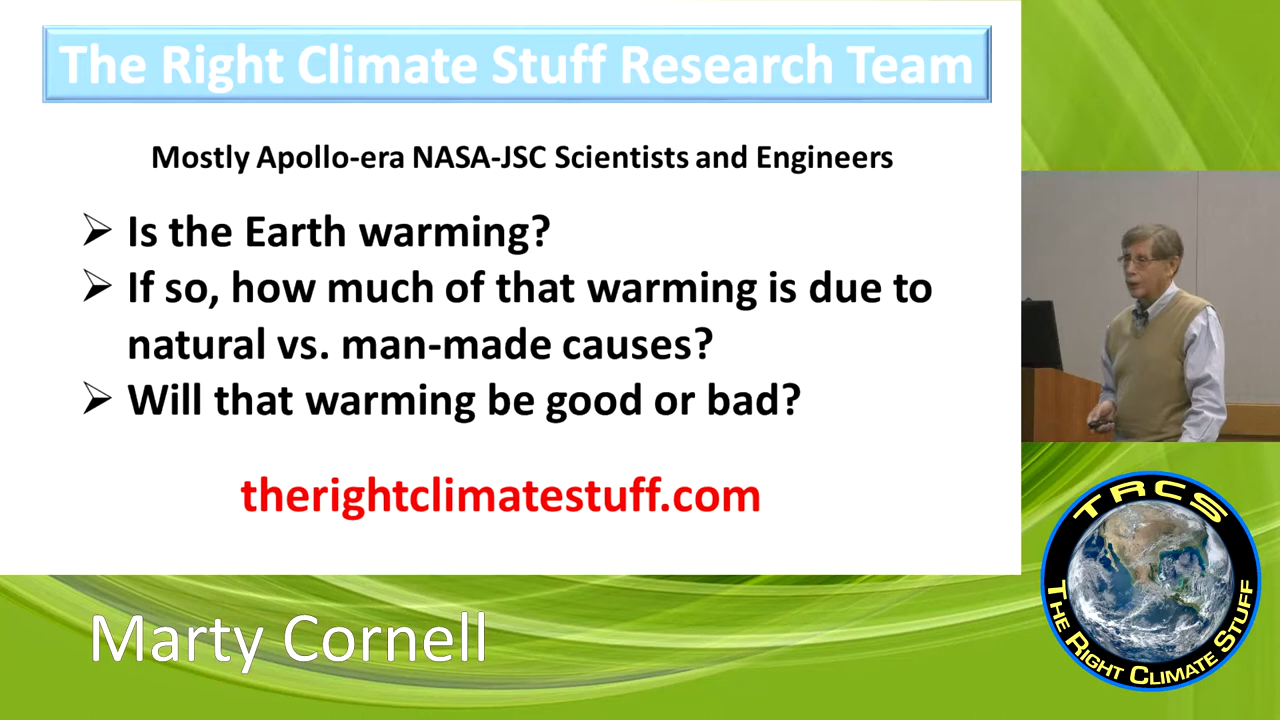 The Right Climate Stuff Research Team
Mostly Apollo-era NASA-JSC Scientists and Engineers
➢ Is the Earth warming?
➢ If so, how much of that warming is due to
natural vs. man-made causes?
➢ Will that warming be good or bad?
therightclimatestuff.com
Marty Cornell
TRCS
THE RIGHT CLIMATE STUFF